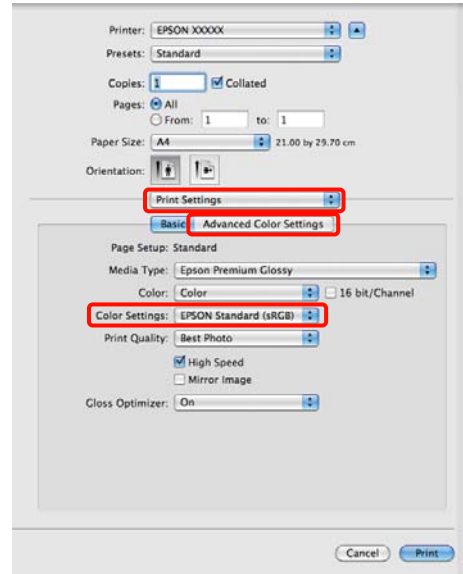 Printer: EPSON XXXXX
Presets: Standard
Copies: 1 Collated
Pages: All
From: 1 to: 1
Paper Size: A4 21.00 by 29.70 cm
Orientation:
Print Settings
Basic Advanced Color Settings
Page Setup: Standard
Media Type: Epson Premium Glossy
Color: Color 16 bit/Channel
Color Settings: EPSON Standard (sRGB)
Print Quality: Best Photo
High Speed
Mirror Image
Gloss Optimizer: On
Cancel Print